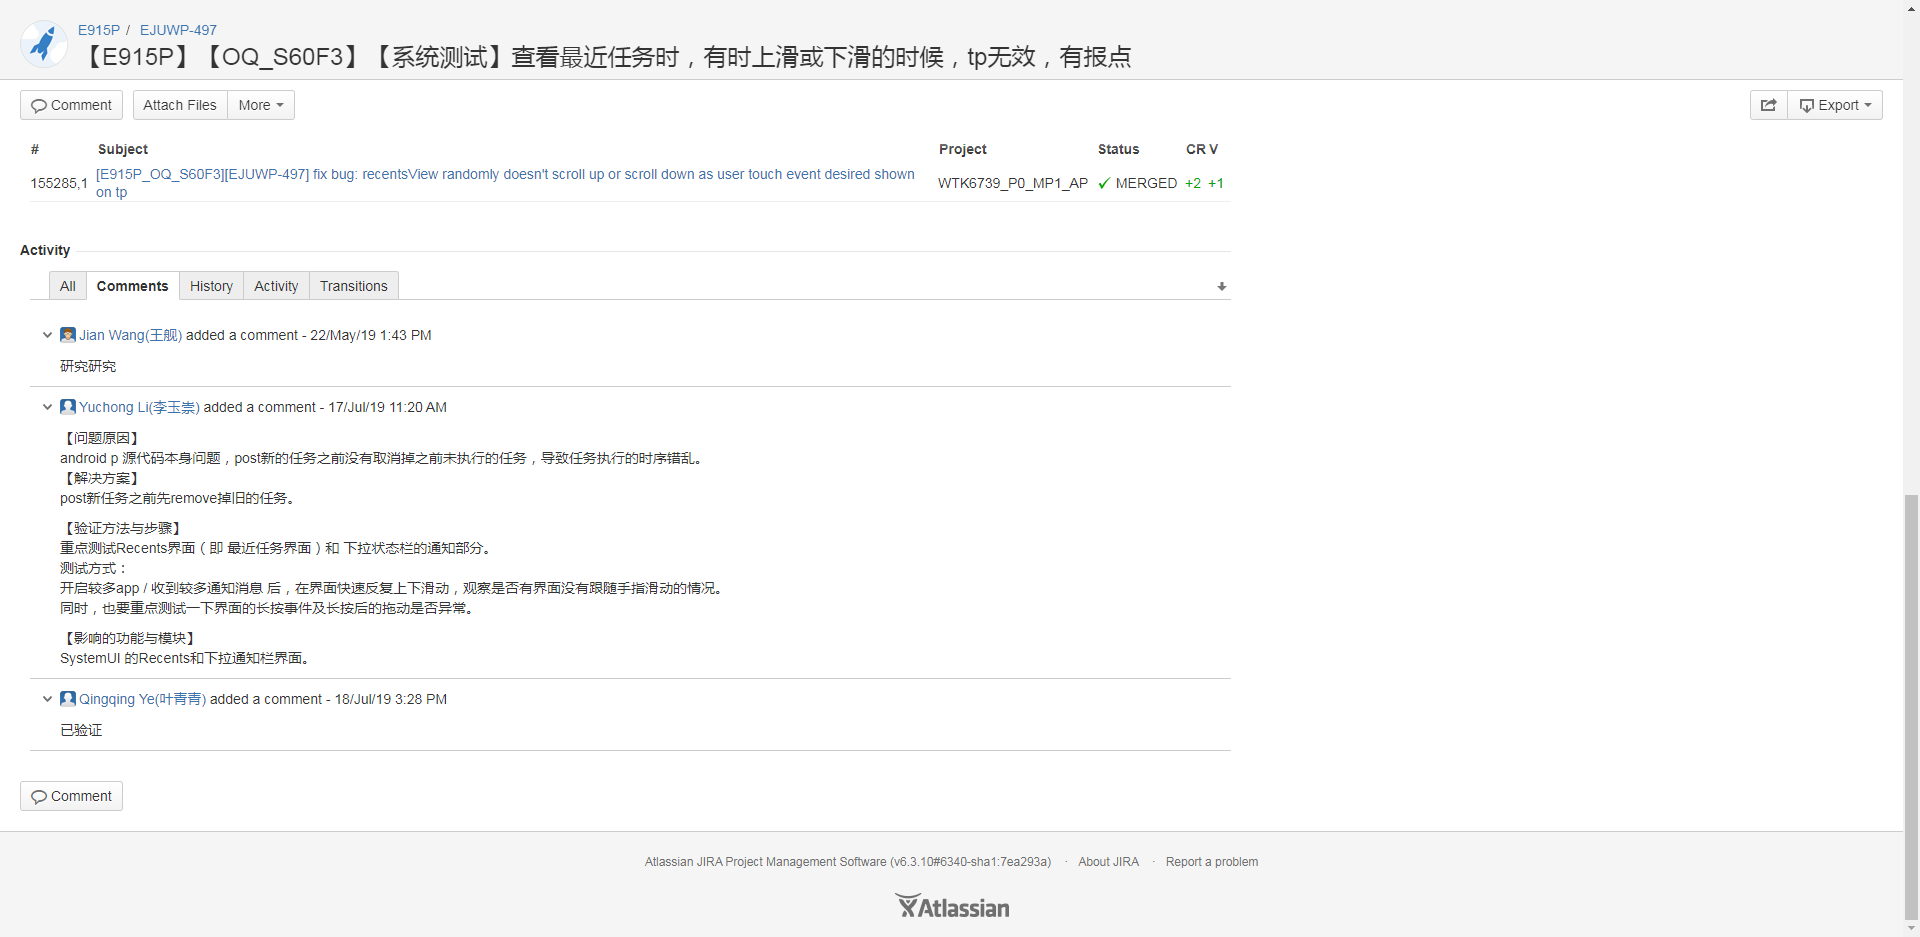 E915P / EJUWP-497
【E915P】【OQ_S60F3】【系统测试】查看最近任务时，有时上滑或下滑的时候，tp无效，有报点
Comment Attach Files More Export
# Subject Project Status CR V
155285,1 [E915P_OQ_S60F3][EJUWP-497] fix bug: recentsView randomly doesn't scroll up or scroll down as user touch event desired shown WTK6739_P0_MP1_AP MERGED +2 +1
on tp
Activity
All Comments History Activity Transitions
Jian Wang(王舰) added a comment - 22/May/19 1:43 PM
研究研究
Yuchong Li(李玉崇) added a comment - 17/Jul/19 11:20 AM
【问题原因】
android p 源代码本身问题，post新的任务之前没有取消掉之前未执行的任务，导致任务执行的时序错乱。
【解决方案】
post新任务之前先remove掉旧的任务。
【验证方法与步骤】
重点测试Recents界面（即 最近任务界面）和 下拉状态栏的通知部分。
测试方式：
开启较多app / 收到较多通知消息 后，在界面快速反复上下滑动，观察是否有界面没有跟随手指滑动的情况。
同时，也要重点测试一下界面的长按事件及长按后的拖动是否异常。
【影响的功能与模块】
SystemUI 的Recents和下拉通知栏界面。
Qingqing Ye(叶青青) added a comment - 18/Jul/19 3:28 PM
已验证
Comment
Atlassian JIRA Project Management Software (v6.3.10#6340-sha1:7ea293a) · About JIRA · Report a problem
Atlassian